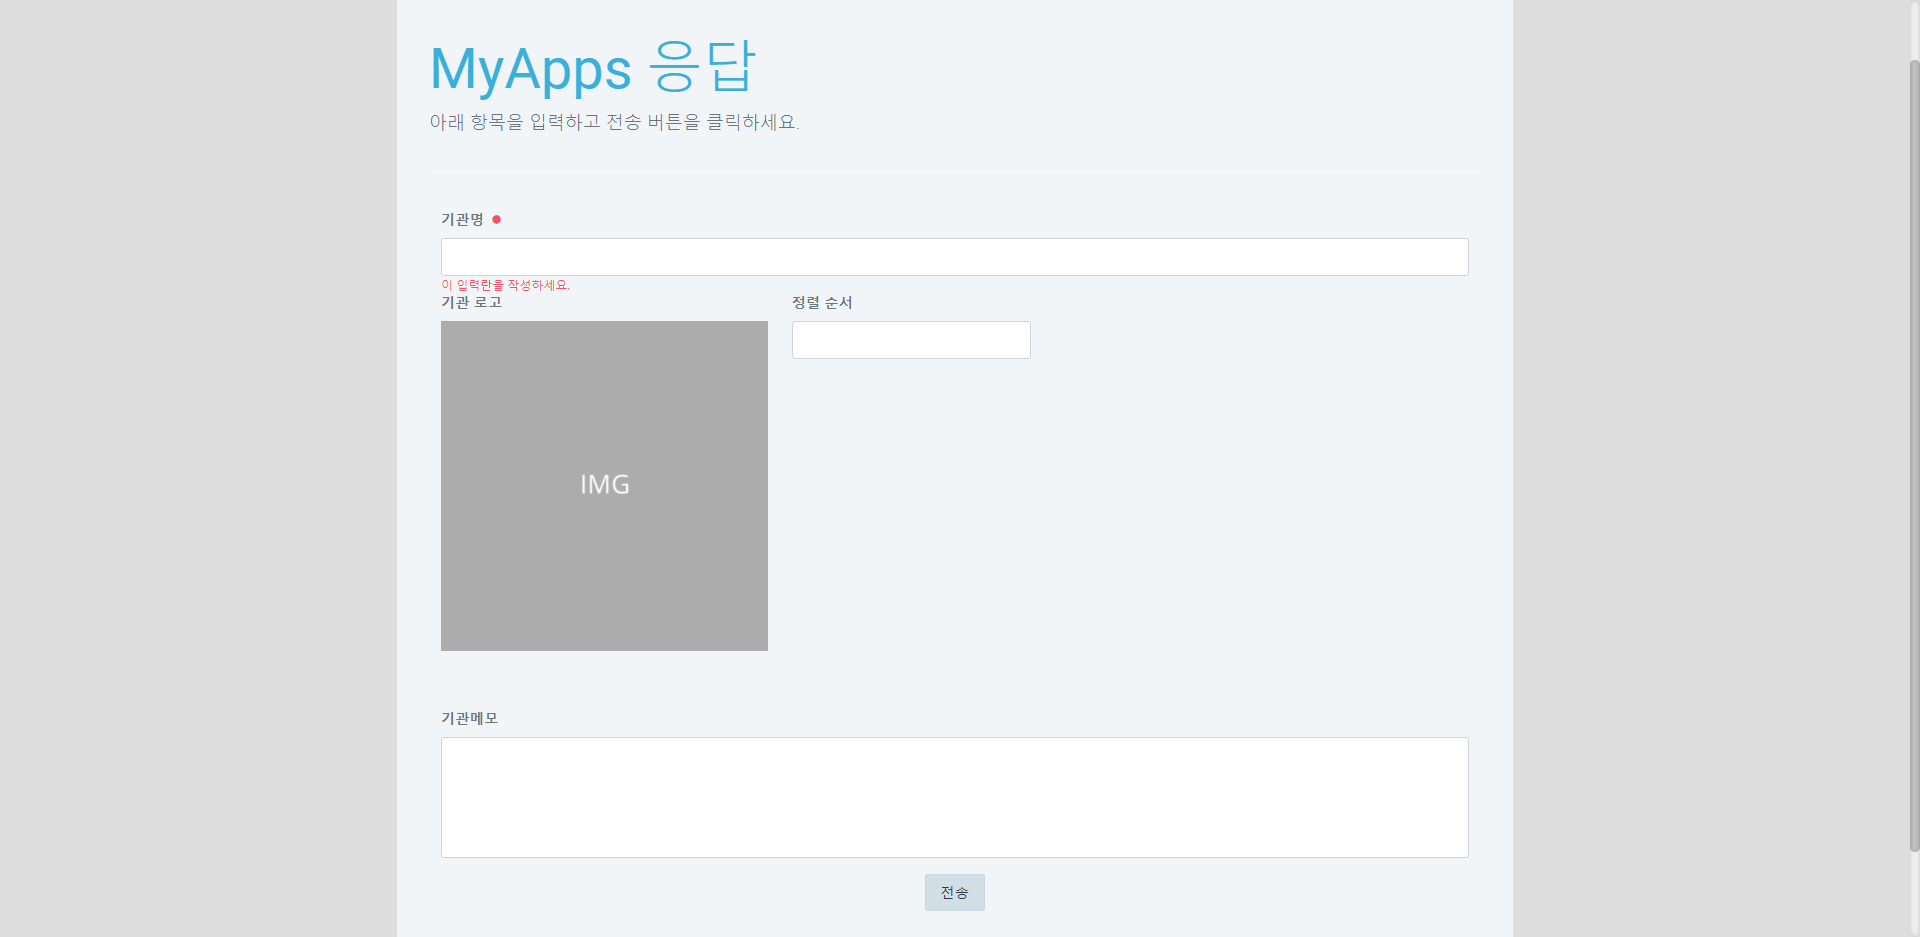 MyApps 응답
아래 항목을 입력하고 전송 버튼을 클릭하세요.
기관명
이 입력란을 작성하세요.
기관 로고
정렬 순서
IMG
기관메모
전송